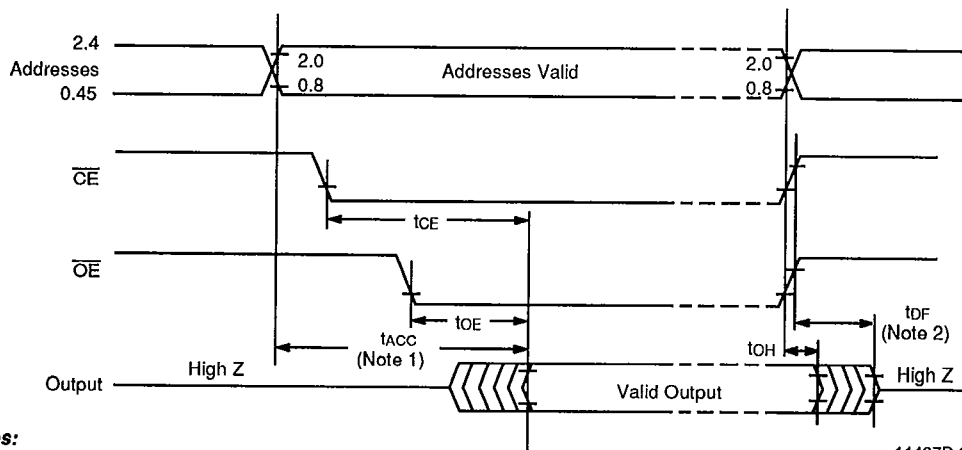 2.4
Addresses
0.45
2.0
0.8
Addresses Valid
2.0
0.8
CE
tCE
OE
tOE
tACC
(Note 1)
tDF
(Note 2)
tOH
Output
High Z
Valid Output
High Z